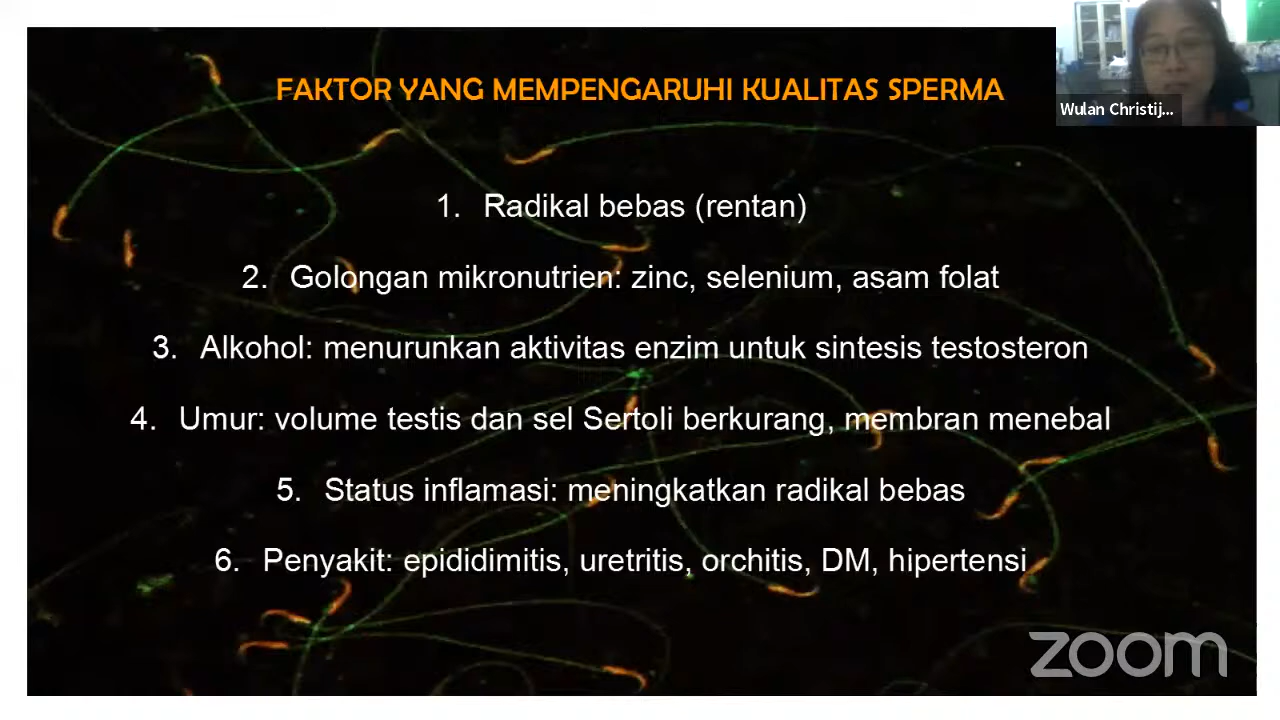 FAKTOR YANG MEMPENGARUHI KUALITAS SPERMA
Wulan Christij...
1. Radikal bebas (rentan)
2. Golongan mikronutrien: zinc, selenium, asam folat
3. Alkohol: menurunkan aktivitas enzim untuk sintesis testosteron
4. Umur: volume testis dan sel Sertoli berkurang, membran menebal
5. Status inflamasi: meningkatkan radikal bebas
6. Penyakit: epididimitis, uretritis, orchitis, DM, hipertensi
zoom